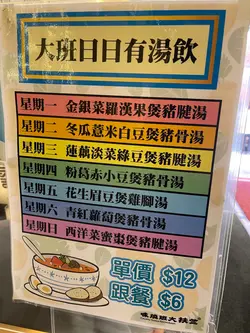 大班日日有湯飲
星期一 金銀菜羅漢果煲豬腱湯
星期二 冬瓜薏米白豆煲豬骨湯
星期三 蓮藕淡菜綠豆煲豬腱湯
星期四 粉葛赤小豆煲豬骨湯
星期五 花生眉豆煲雞腳湯
星期六 青紅蘿蔔煲豬骨湯
星期日 西洋菜蜜棗煲豬腱湯
單價 $12
跟餐 $6